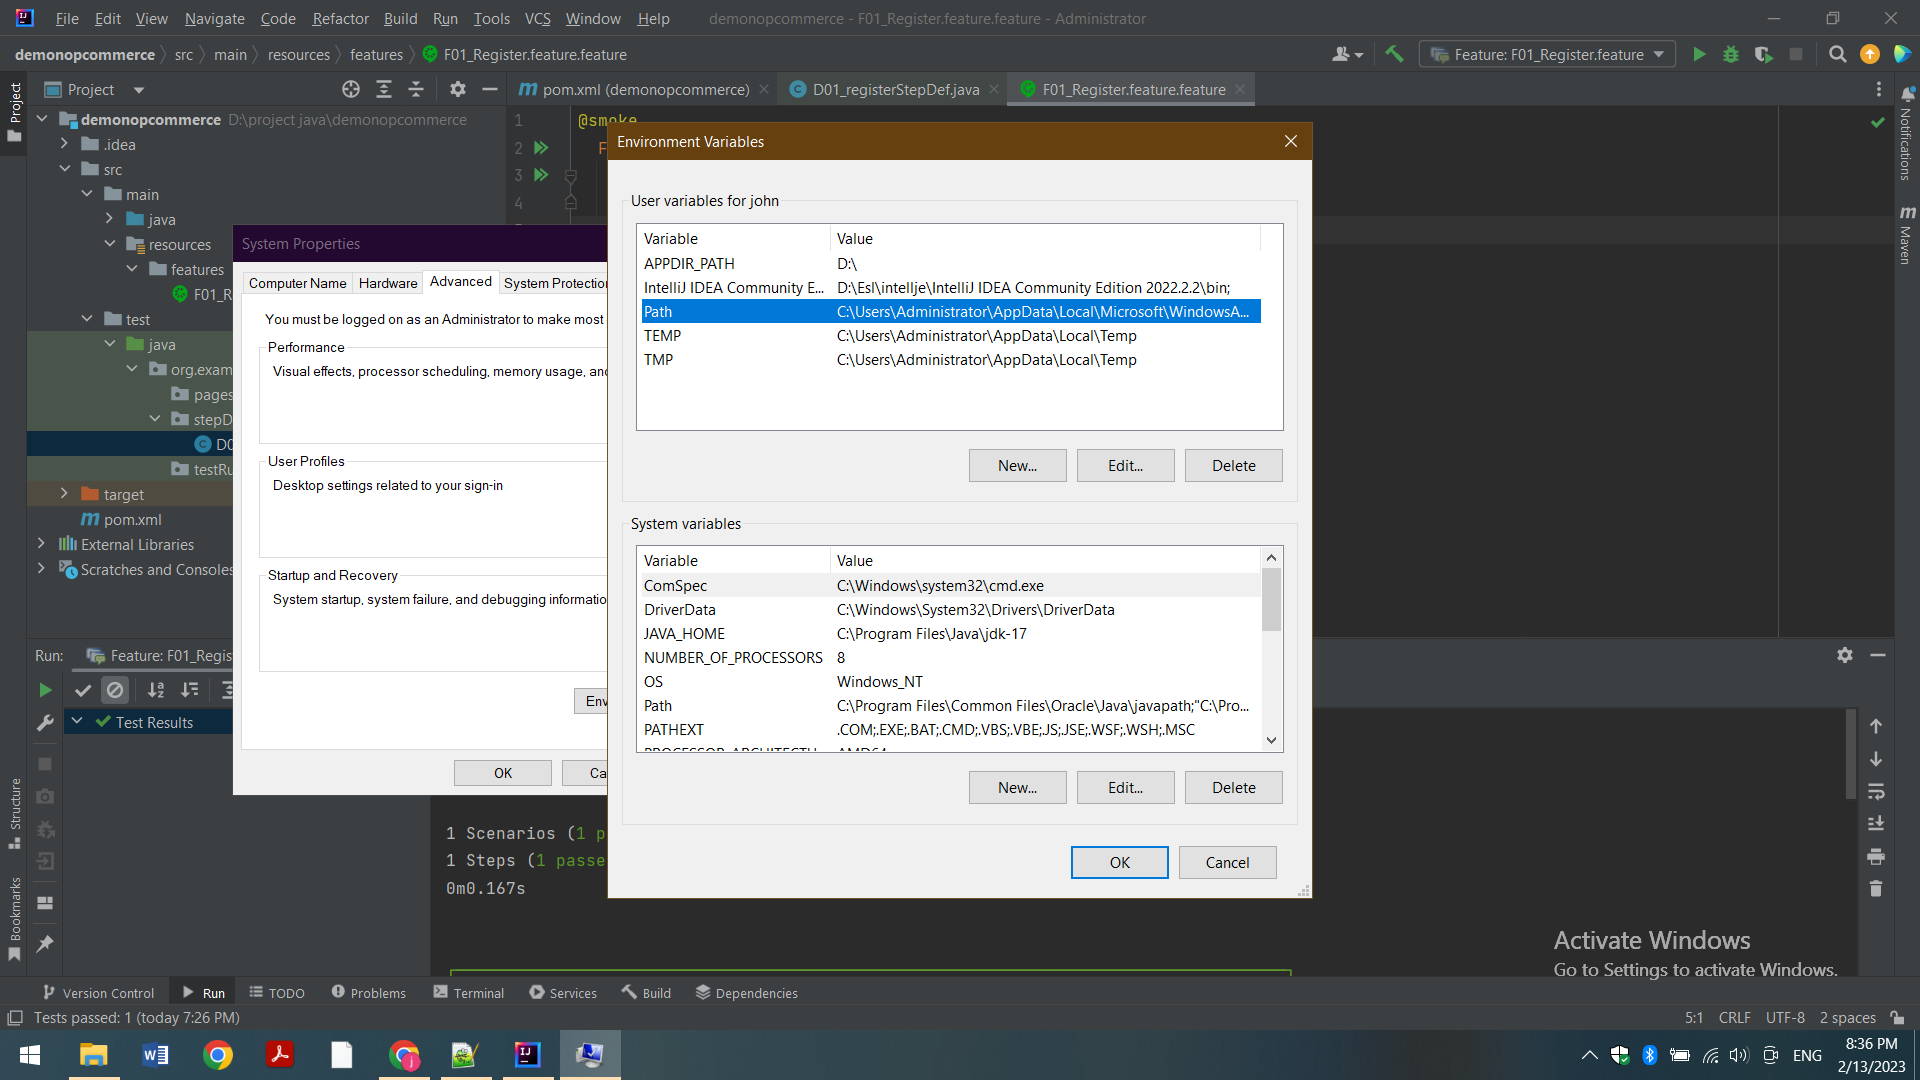 File Edit View Navigate Code Refactor Build Run Tools VCS Window Help demonopcommerce - F01_Register.feature.feature - Administrator
demonopcommerce src main resources features F01_Register.feature.feature Feature: F01_Register.feature
Project pom.xml (demonopcommerce) D01_registerStepDef.java F01_Register.feature.feature
Project
Notifications
Maven
Structure
Bookmarks
demonopcommerce D:\project java\demonopcommerce
.idea
src
main
java
resources
features
F01_R
test
java
org.exam
pages
stepD
D0
testRu
target
pom.xml
External Libraries
Scratches and Consoles
1 @smoke
2 F
3
4
System Properties
Computer Name Hardware Advanced System Protection
You must be logged on as an Administrator to make most
Performance
Visual effects, processor scheduling, memory usage, and
User Profiles
Desktop settings related to your sign-in
Startup and Recovery
System startup, system failure, and debugging informatio
Env
OK Ca
Environment Variables
User variables for john
Variable Value
APPDIR_PATH D:\
IntelliJ IDEA Community E... D:\Esl\intellje\IntelliJ IDEA Community Edition 2022.2.2\bin;
Path C:\Users\Administrator\AppData\Local\Microsoft\WindowsA...
TEMP C:\Users\Administrator\AppData\Local\Temp
TMP C:\Users\Administrator\AppData\Local\Temp
New... Edit... Delete
System variables
Variable Value
ComSpec C:\Windows\system32\cmd.exe
DriverData C:\Windows\System32\Drivers\DriverData
JAVA_HOME C:\Program Files\Java\jdk-17
NUMBER_OF_PROCESSORS 8
OS Windows_NT
Path C:\Program Files\Common Files\Oracle\Java\javapath;"C:\Pro...
PATHEXT .COM;.EXE;.BAT;.CMD;.VBS;.VBE;.JS;.JSE;.WSF;.WSH;.MSC
PROCESSOR_ARCHITECTU AMD64
New... Edit... Delete
OK Cancel
Run: Feature: F01_Regis
Test Results
1 Scenarios (1 p
1 Steps (1 passe
0m0.167s
Activate Windows
Go to Settings to activate Windows.
Version Control Run TODO Problems Terminal Services Build Dependencies
Tests passed: 1 (today 7:26 PM) 5:1 CRLF UTF-8 2 spaces
ENG 8:36 PM
2/13/2023